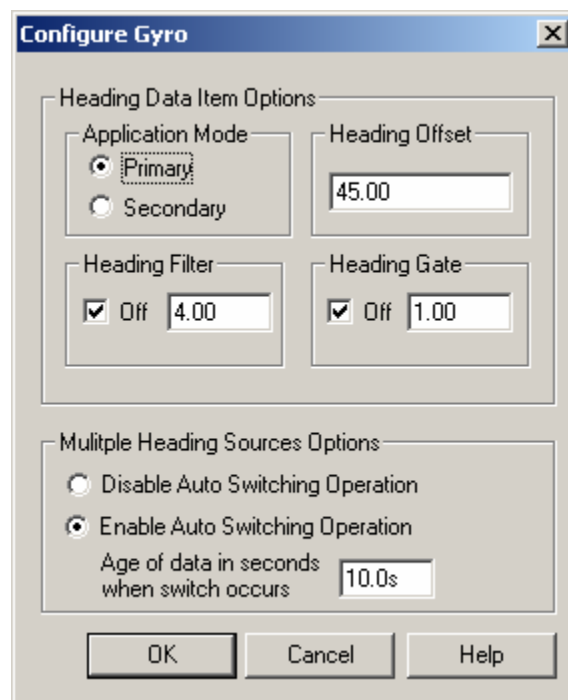 Configure Gyro
Heading Data Item Options
Application Mode
Primary
Secondary
Heading Offset
45.00
Heading Filter
Off 4.00
Heading Gate
Off 1.00
Mulitple Heading Sources Options
Disable Auto Switching Operation
Enable Auto Switching Operation
Age of data in seconds
when switch occurs
10.0s
OK Cancel Help